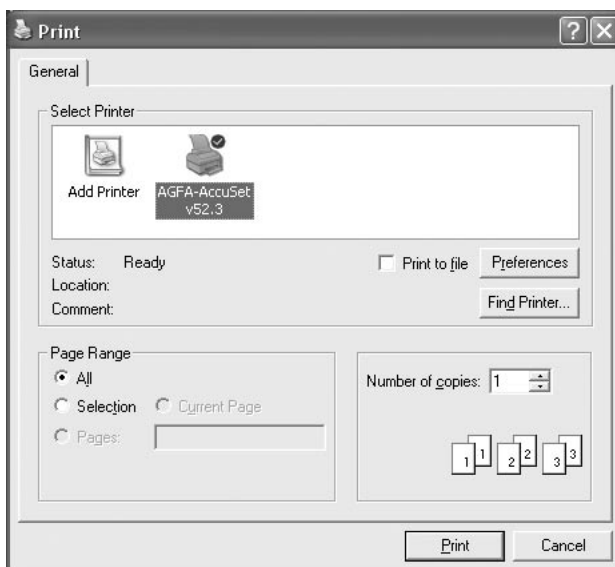 Print
General
Select Printer
Add Printer
AGFA-AccuSet
v52.3
Status: Ready
Location:
Comment:
Print to file
Preferences
Find Printer...
Page Range
All
Selection
Current Page
Pages:
Number of copies: 1
1 1 2 2 3 3
Print
Cancel